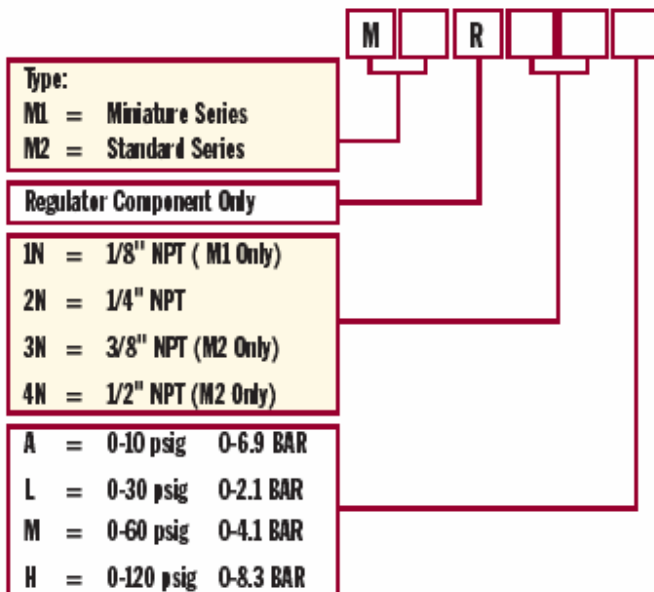 M R
Type:
M1 = Miniature Series
M2 = Standard Series
Regulator Component Only
1N = 1/8" NPT ( M1 Only)
2N = 1/4" NPT
3N = 3/8" NPT (M2 Only)
4N = 1/2" NPT (M2 Only)
A = 0-10 psig 0-6.9 BAR
L = 0-30 psig 0-2.1 BAR
M = 0-60 psig 0-4.1 BAR
H = 0-120 psig 0-8.3 BAR